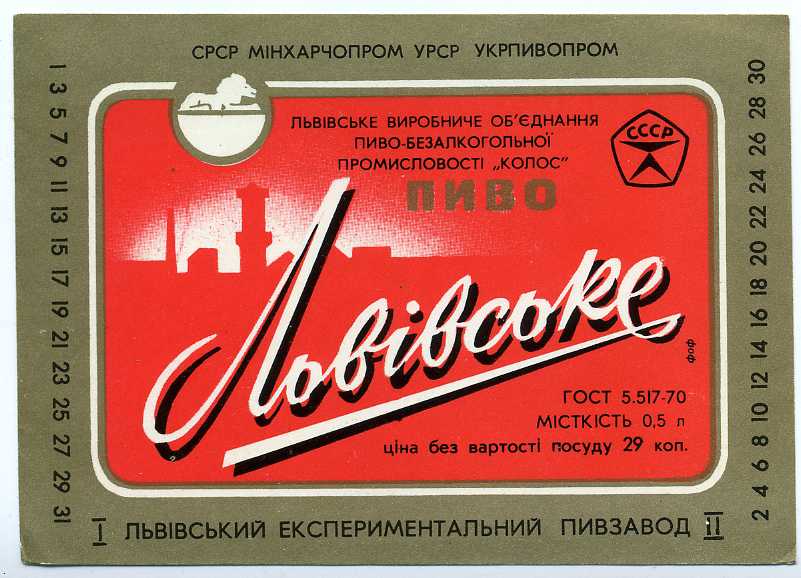 СРСР МІНХАРЧОПРОМ УРСР УКРПИВОПРОМ
1 3 5 7 9 11 13 15 17 19 21 23 25 27 29 31
ЛЬВІВСЬКЕ ВИРОБНИЧЕ ОБ'ЄДНАННЯ
ПИВО-БЕЗАЛКОГОЛЬНОЇ
ПРОМИСЛОВОСТІ „КОЛОС"
СССР
ПИВО
Львівське
фоф
ГОСТ 5.517-70
МІСТКІСТЬ 0,5 л
ціна без вартості посуду 29 коп.
2 4 6 8 10 12 14 16 18 20 22 24 26 28 30
I ЛЬВІВСЬКИЙ ЕКСПЕРИМЕНТАЛЬНИЙ ПИВЗАВОД II